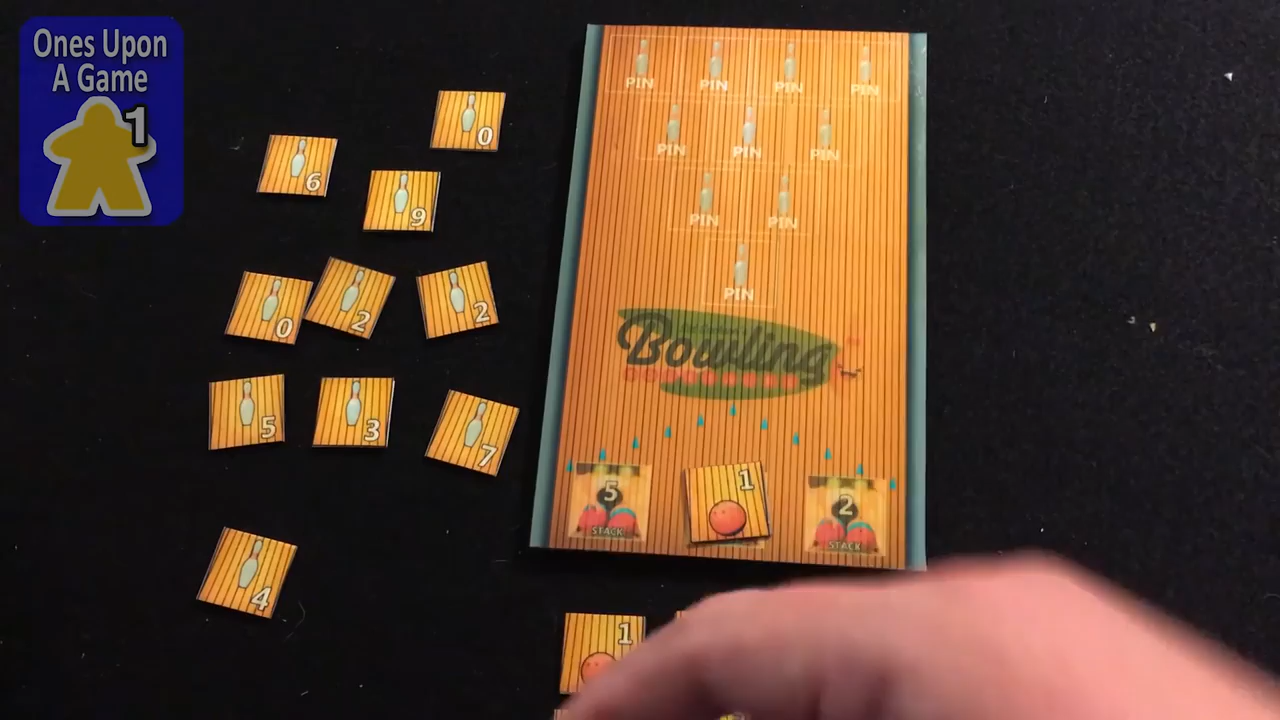 Ones Upon
A Game
1
0
6
9
0
2
2
5
3
7
4
PIN PIN PIN PIN
PIN PIN PIN
PIN PIN
PIN
Bowling
5
STACK
1
2
STACK
1